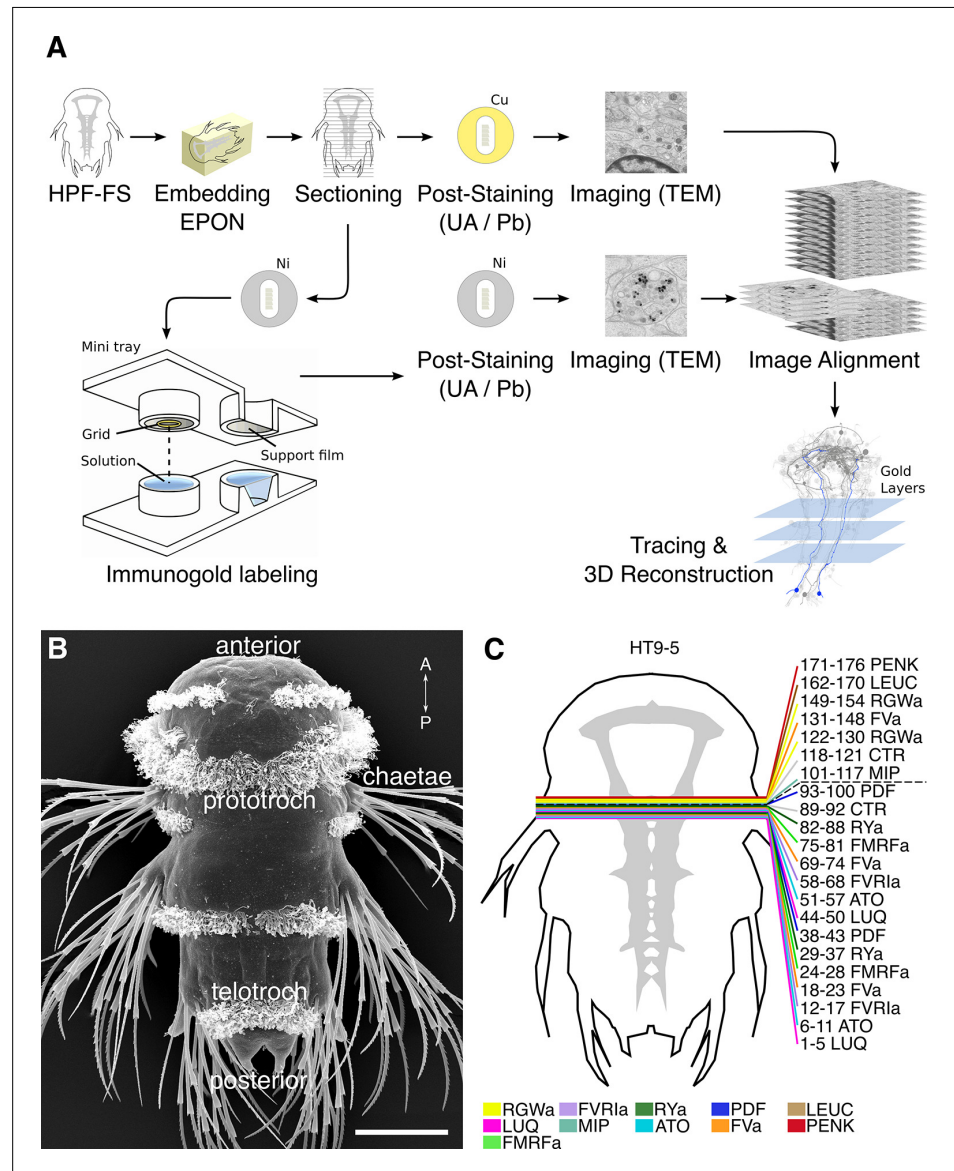 A
Cu
HPF-FS
Embedding
EPON
Sectioning
Post-Staining
(UA / Pb)
Imaging (TEM)
Ni
Ni
Mini tray
Grid
Solution
Support film
Immunogold labeling
Post-Staining
(UA / Pb)
Imaging (TEM)
Image Alignment
Gold
Layers
Tracing &
3D Reconstruction
B
anterior
A
P
chaetae
prototroch
telotroch
posterior
C
HT9-5
171-176 PENK
162-170 LEUC
149-154 RGWa
131-148 FVa
122-130 RGWa
118-121 CTR
101-117 MIP
93-100 PDF
89-92 CTR
82-88 RYa
75-81 FMRFa
69-74 FVa
58-68 FVRIa
51-57 ATO
44-50 LUQ
38-43 PDF
29-37 RYa
24-28 FMRFa
18-23 FVa
12-17 FVRIa
6-11 ATO
1-5 LUQ
RGWa FVRIa RYa PDF LEUC
LUQ MIP ATO FVa PENK
FMRFa